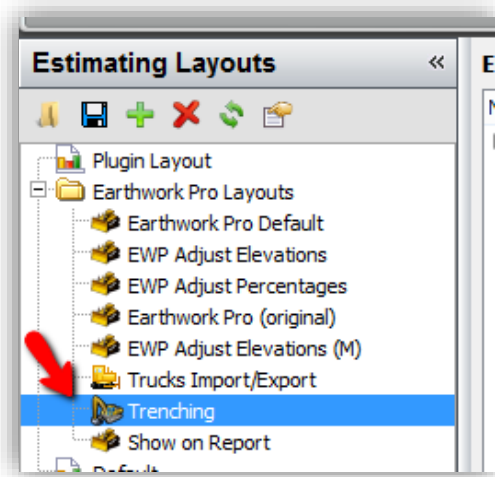 Estimating Layouts «
E
Plugin Layout
Earthwork Pro Layouts
Earthwork Pro Default
EWP Adjust Elevations
EWP Adjust Percentages
Earthwork Pro (original)
EWP Adjust Elevations (M)
Trucks Import/Export
Trenching
Show on Report
Default